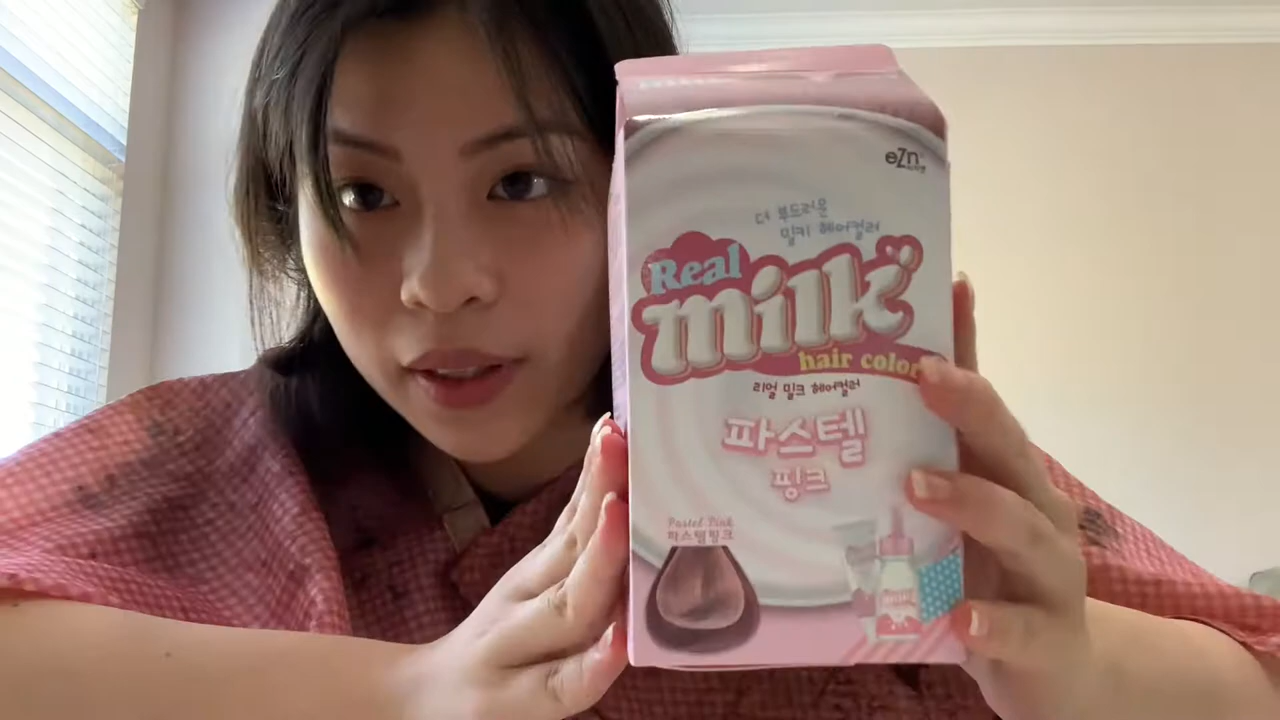 eZn
더 부드러운
밀키 헤어컬러
Real
milk
hair color
리얼 밀크 헤어컬러
파스텔
핑크
Pastel Pink
파스텔핑크
milk